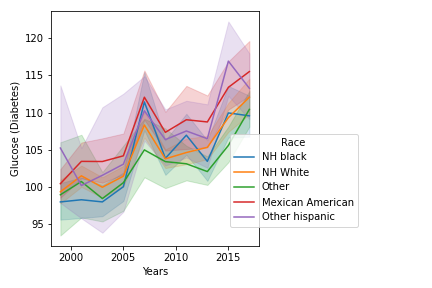 120
115
110
105
100
95
Glucose (Diabetes)
2000 2005 2010 2015
Years
Race
NH black
NH White
Other
Mexican American
Other hispanic